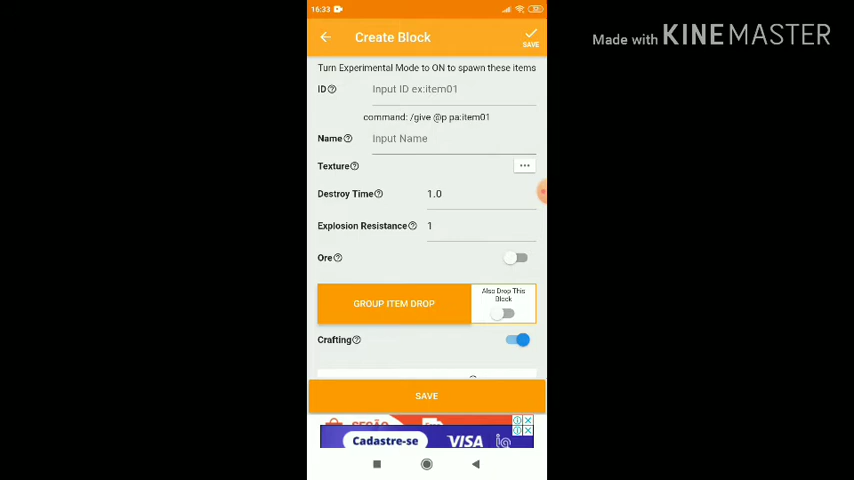 16:33
Made with KINEMASTER
Create Block
SAVE
Turn Experimental Mode to ON to spawn these items
ID
Input ID ex:item01
command: /give @p pa:item01
Name
Input Name
Texture
Destroy Time
1.0
Explosion Resistance
1
Ore
GROUP ITEM DROP
Also Drop This
Block
Crafting
SAVE
Cadastre-se
VISA